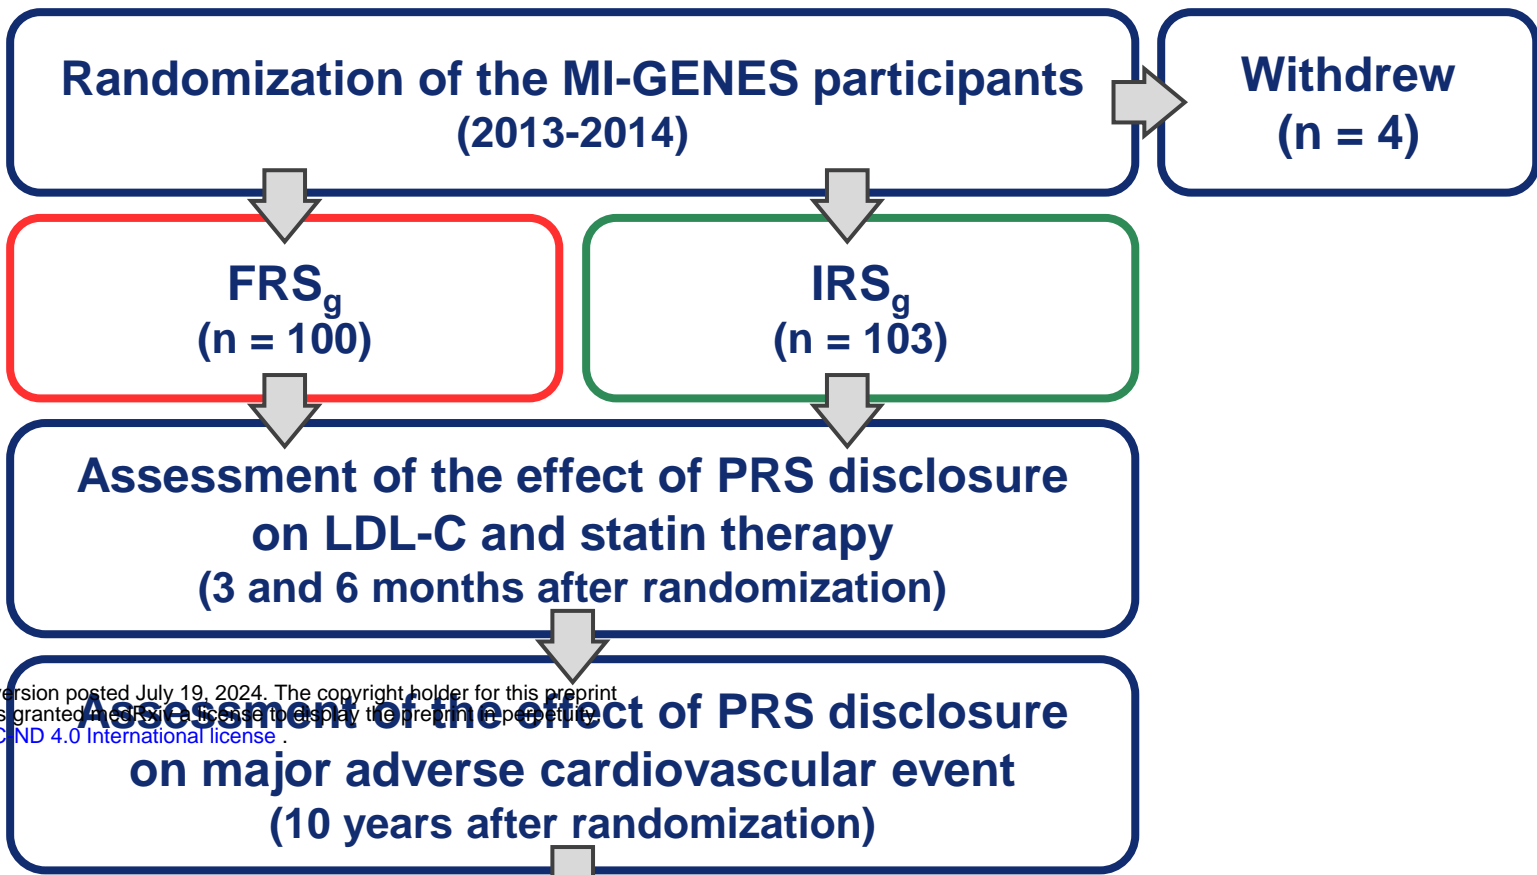 Randomization of the MI-GENES participants
(2013-2014)
Withdrew
(n = 4)
FRSg
(n = 100)
IRSg
(n = 103)
Assessment of the effect of PRS disclosure
on LDL-C and statin therapy
(3 and 6 months after randomization)
ersion posted July 19, 2024. The copyright holder for this preprint
s granted medRxiv a license to display the preprint in perpetuity.
C-ND 4.0 International license .
Assessment of the effect of PRS disclosure
on major adverse cardiovascular event
(10 years after randomization)